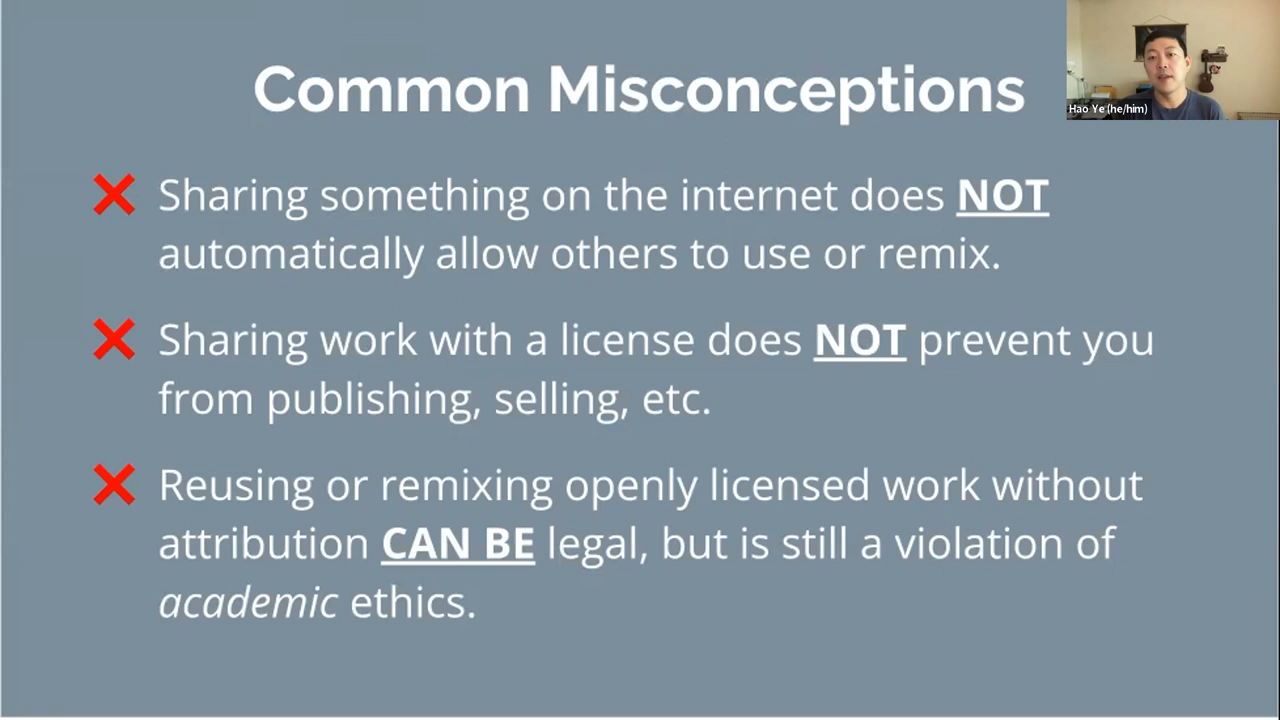 Common Misconceptions
Hao Ye (he/him)
Sharing something on the internet does NOT
automatically allow others to use or remix.
Sharing work with a license does NOT prevent you
from publishing, selling, etc.
Reusing or remixing openly licensed work without
attribution CAN BE legal, but is still a violation of
academic ethics.